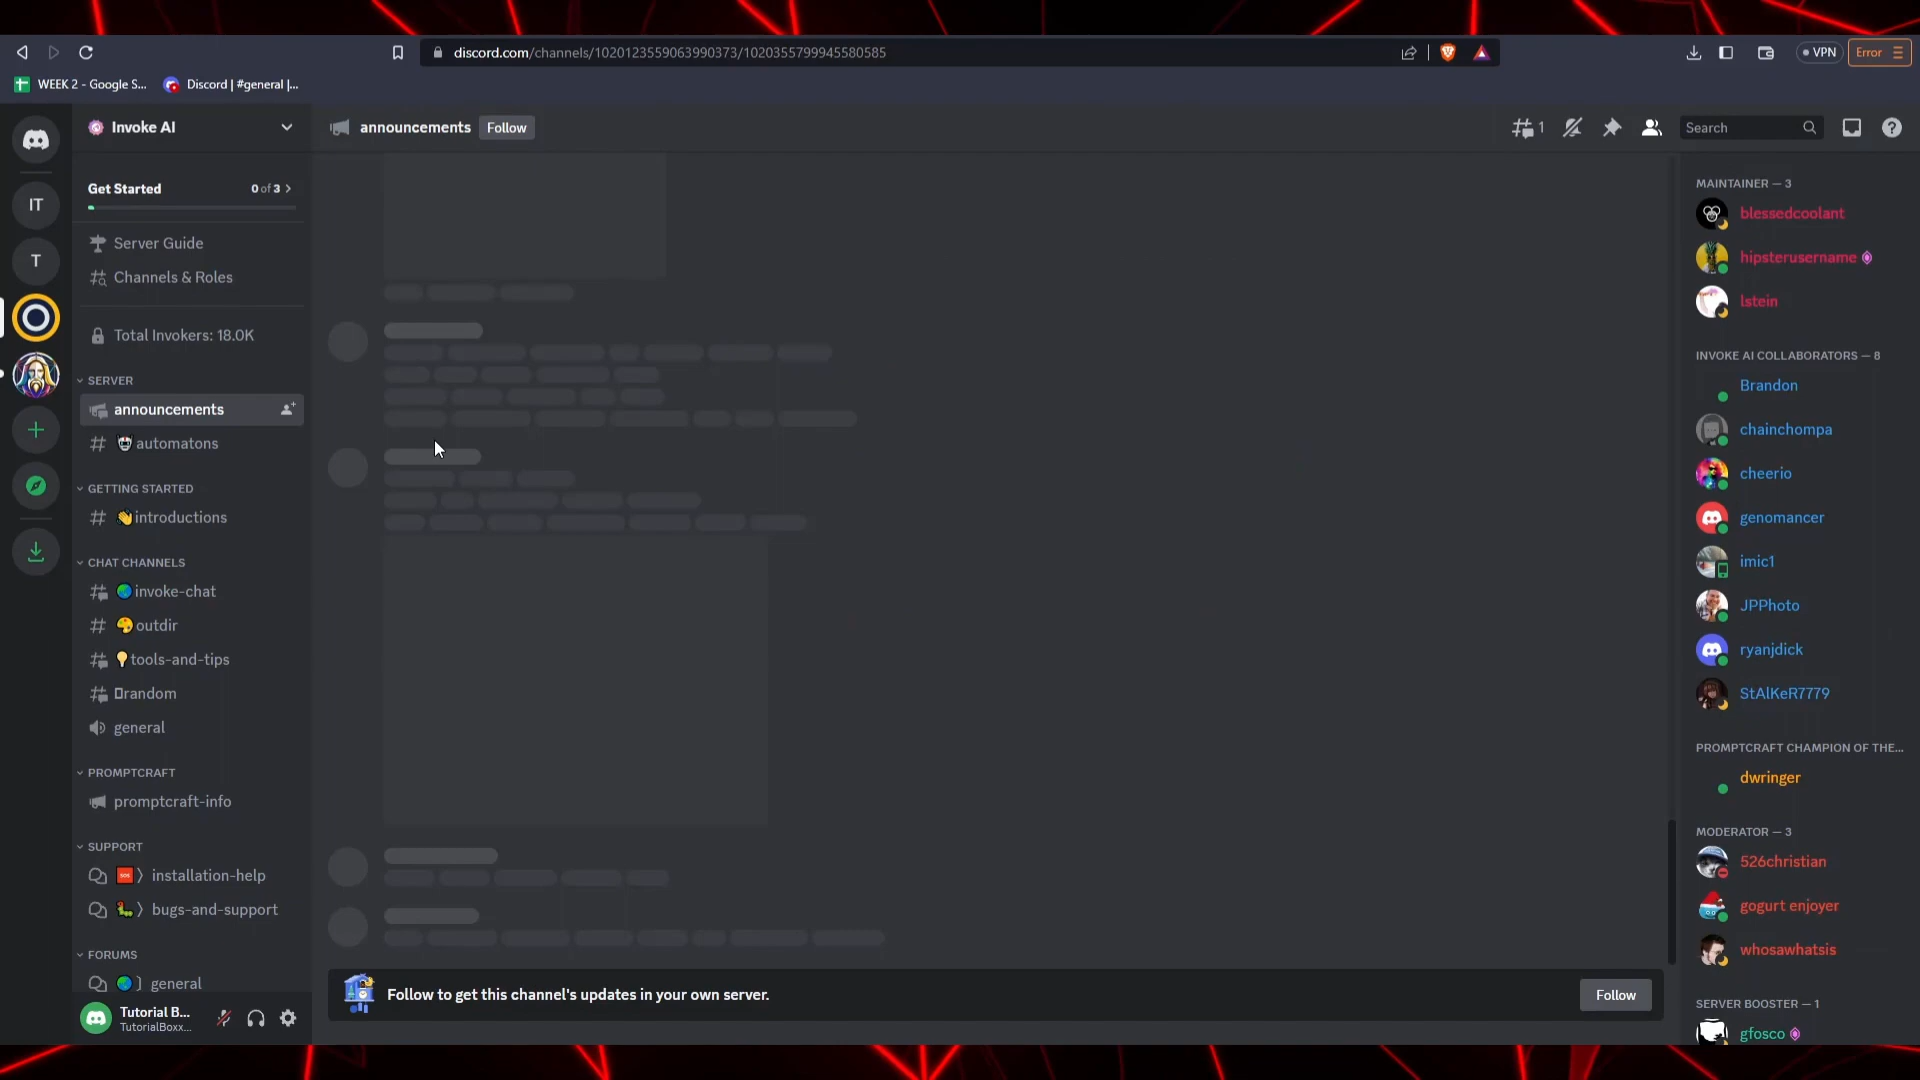 discord.com/channels/1020123559063990373/1020355799945580585
VPN
Error
WEEK 2 - Google S...
Discord | #general |...
Invoke AI
announcements
Follow
1
Search
Get Started
0 of 3
Server Guide
Channels & Roles
Total Invokers: 18.0K
IT
T
SERVER
announcements
automatons
GETTING STARTED
introductions
CHAT CHANNELS
invoke-chat
outdir
tools-and-tips
random
general
PROMPTCRAFT
promptcraft-info
SUPPORT
installation-help
bugs-and-support
FORUMS
general
Tutorial B...
TutorialBoxx...
Follow to get this channel's updates in your own server.
Follow
MAINTAINER — 3
blessedcoolant
hipsterusername
lstein
INVOKE AI COLLABORATORS — 8
Brandon
chainchompa
cheerio
genomancer
imic1
JPPhoto
ryanjdick
StAlKeR7779
PROMPTCRAFT CHAMPION OF THE...
dwringer
MODERATOR — 3
526christian
gogurt enjoyer
whosawhatsis
SERVER BOOSTER — 1
gfosco